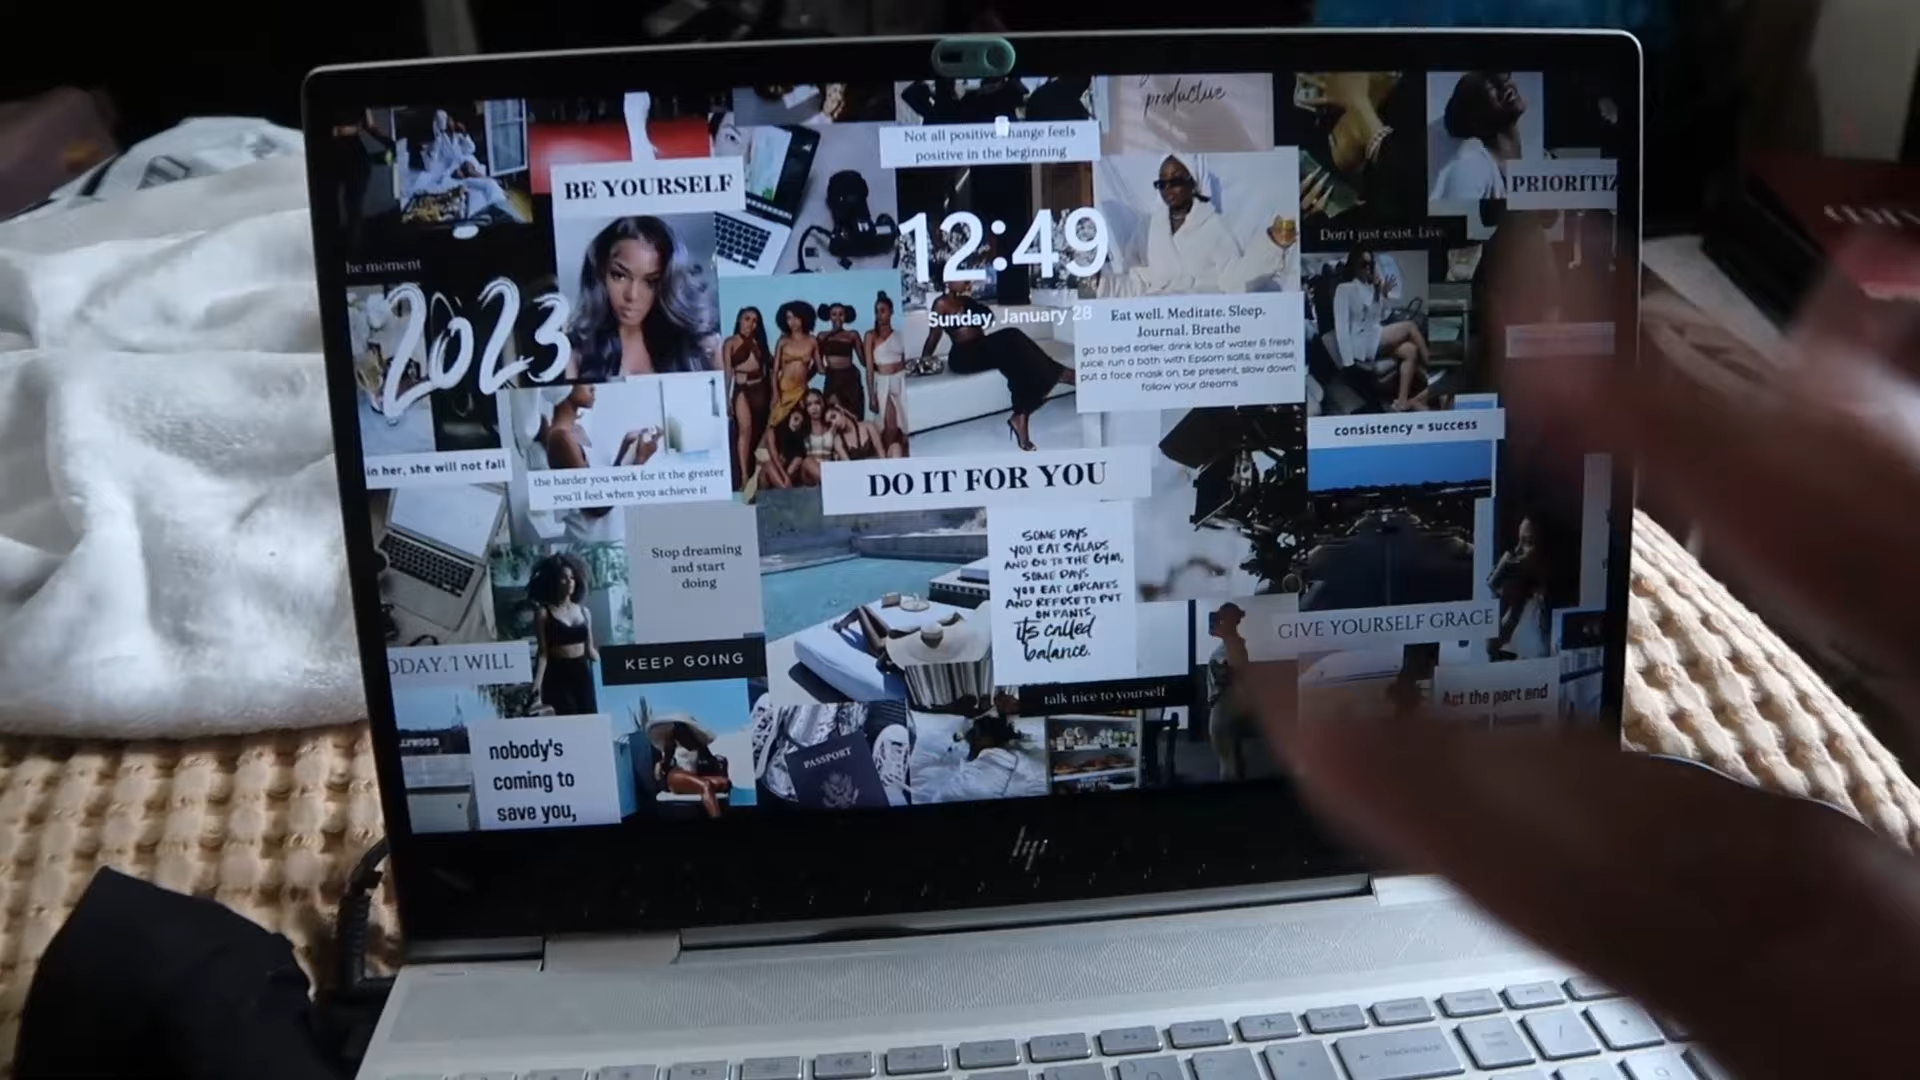 productive
Not all positive change feels
positive in the beginning
BE YOURSELF
PRIORITIZ
12:49
Sunday, January 28
Don't just exist. Live.
he moment
2023
Eat well. Meditate. Sleep.
Journal. Breathe
go to bed earlier, drink lots of water & fresh
juice, run a bath with Epsom salts, exercise,
put a face mask on, be present, slow down,
follow your dreams
consistency = success
in her, she will not fall
the harder you work for it the greater
you'll feel when you achieve it
DO IT FOR YOU
Stop dreaming
and start
doing
SOME DAYS
YOU EAT SALADS
AND GO TO THE GYM,
SOME DAYS
YOU EAT CUPCAKES
AND REFUSE TO PUT
ON PANTS.
it's called
balance.
GIVE YOURSELF GRACE
ODAY, I WILL
KEEP GOING
talk nice to yourself
Act the part and
nobody's
coming to
save you,
PASSPORT
LLYWOOD
hp